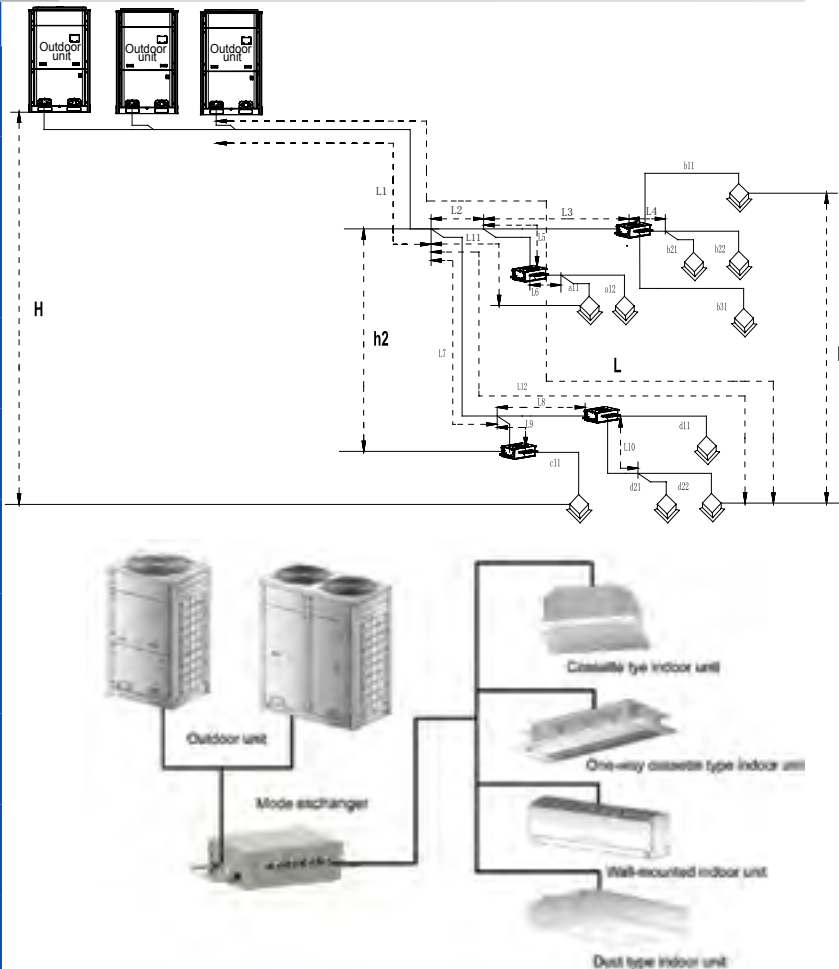 Outdoor
unit
Outdoor
unit
Outdoor
unit
b11
L1
L2
L3
L4
L11
L5
b21
b22
L6
a11
a12
b31
H
h2
L7
L
L12
L8
L9
d11
L10
c11
d21
d22
Cossette tye indoor unit
Outdoor unit
One-way cossette type indoor unit
Mode exchanger
Wall-mounted indoor unit
Dust type indoor unit